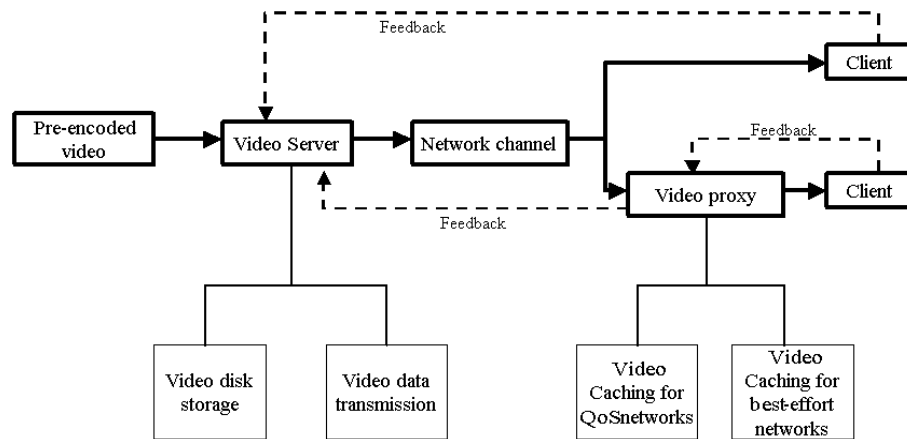 Feedback
Client
Pre-encoded
video
Video Server
Network channel
Feedback
Video proxy
Client
Feedback
Video disk
storage
Video data
transmission
Video
Caching for
QoSnetworks
Video
Caching for
best-effort
networks